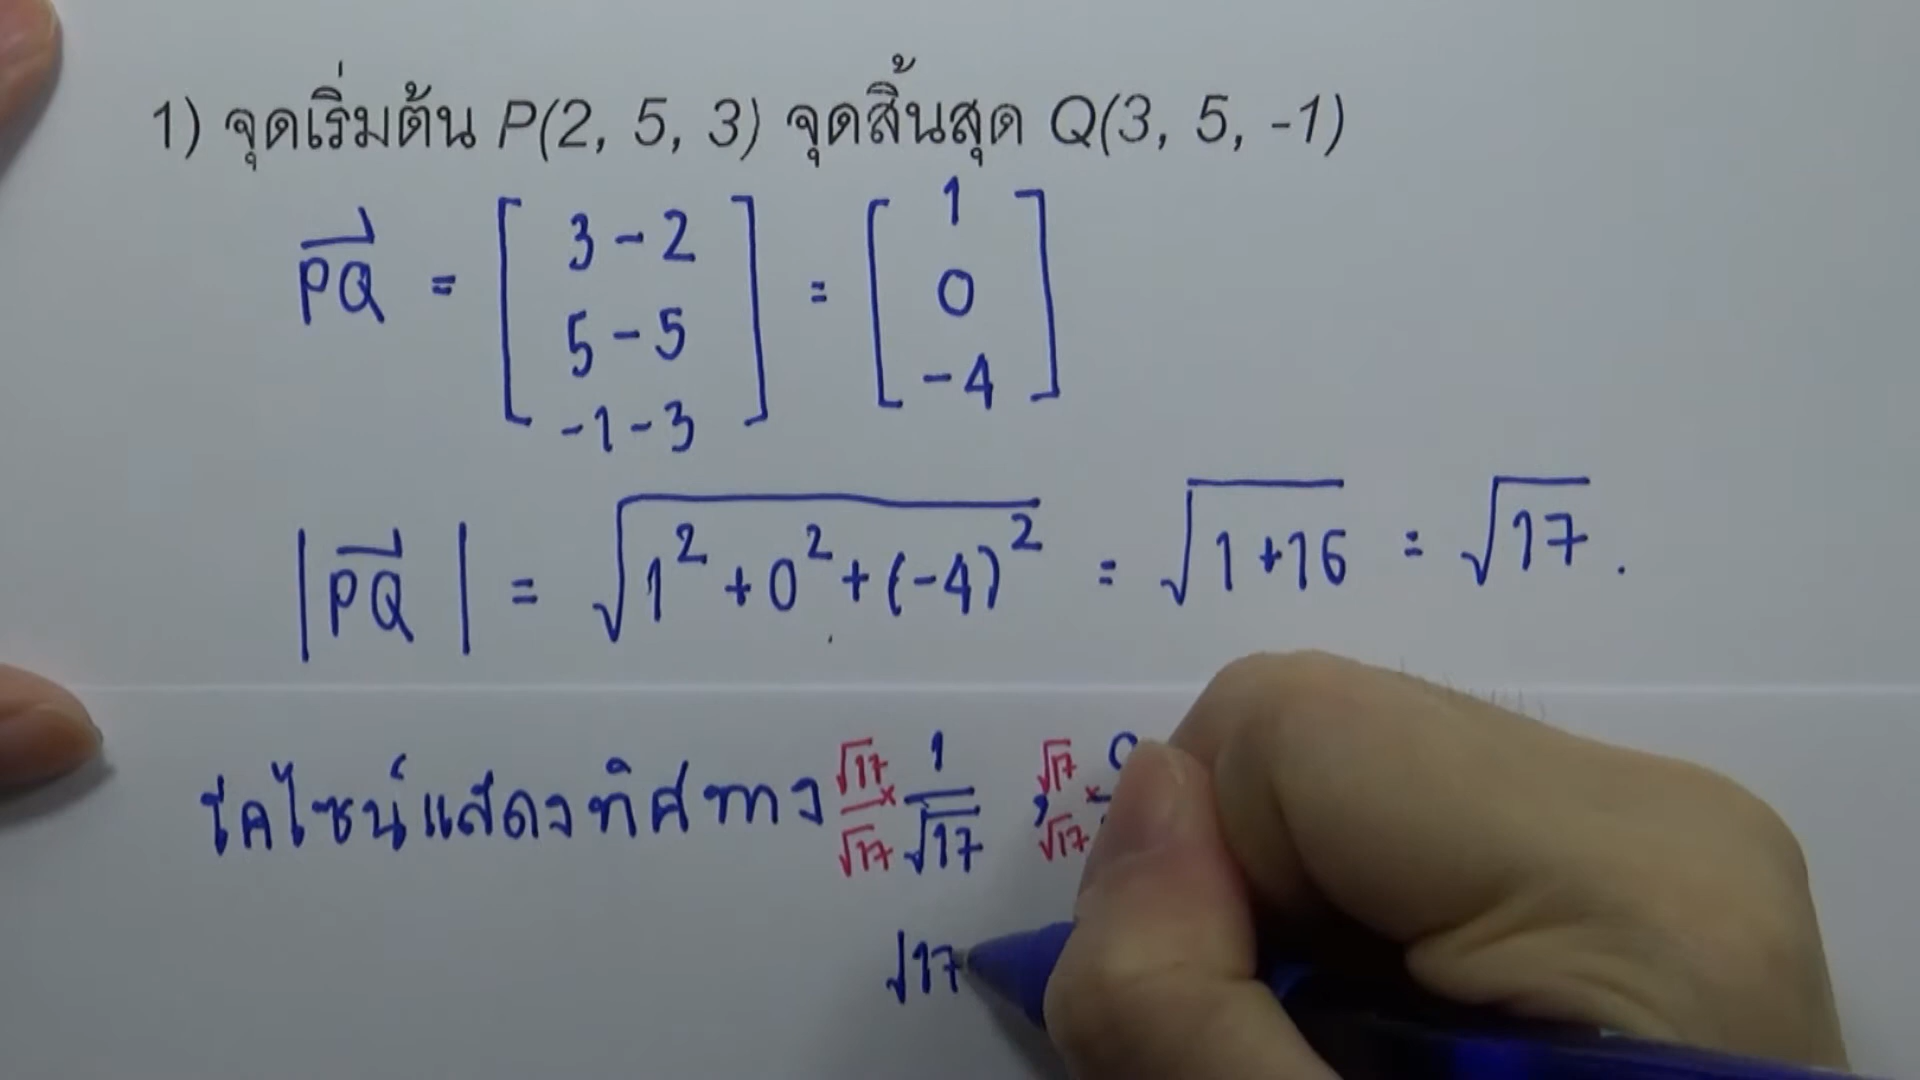 1) จุดเริ่มต้น P(2, 5, 3) จุดสิ้นสุด Q(3, 5, -1)
PQ = [ 3 - 2 ] = [ 1 ]
5 - 5 0
-1 - 3 -4
|PQ| = √1² + 0² + (-4)² = √1+16 = √17 .
โคไซน์แสดงทิศทาง √17/√17 × 1/√17 , √17/√17 ×
√17